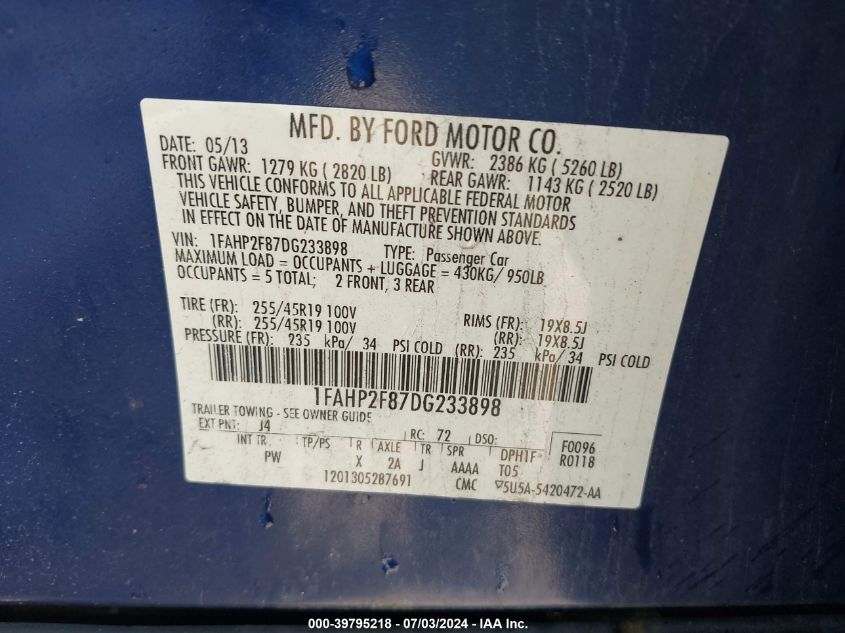 MFD. BY FORD MOTOR CO.
DATE: 05/13 GVWR: 2386 KG ( 5260 LB)
FRONT GAWR: 1279 KG ( 2820 LB) REAR GAWR: 1143 KG ( 2520 LB)
THIS VEHICLE CONFORMS TO ALL APPLICABLE FEDERAL MOTOR
VEHICLE SAFETY, BUMPER, AND THEFT PREVENTION STANDARDS
IN EFFECT ON THE DATE OF MANUFACTURE SHOWN ABOVE.
VIN: 1FAHP2F87DG233898 TYPE: Passenger Car
MAXIMUM LOAD = OCCUPANTS + LUGGAGE = 430KG/ 950LB
OCCUPANTS = 5 TOTAL; 2 FRONT, 3 REAR
TIRE (FR): 255/45R19 100V RIMS (FR): 19X8.5J
(RR): 255/45R19 100V (RR): 19X8.5J
PRESSURE (FR): 235 kPa/ 34 PSI COLD (RR): 235 kPa/ 34 PSI COLD
1FAHP2F87DG233898
TRAILER TOWING - SEE OWNER GUIDE
EXT PNT: J4 RC: 72 DSO: F0096
INT TR TP/PS R AXLE TR SPR DPH1F R0118
PW X 2A J AAAA T05
1201305287691 CMC ▽5U5A-5420472-AA
000-39795218 - 07/03/2024 - IAA Inc.